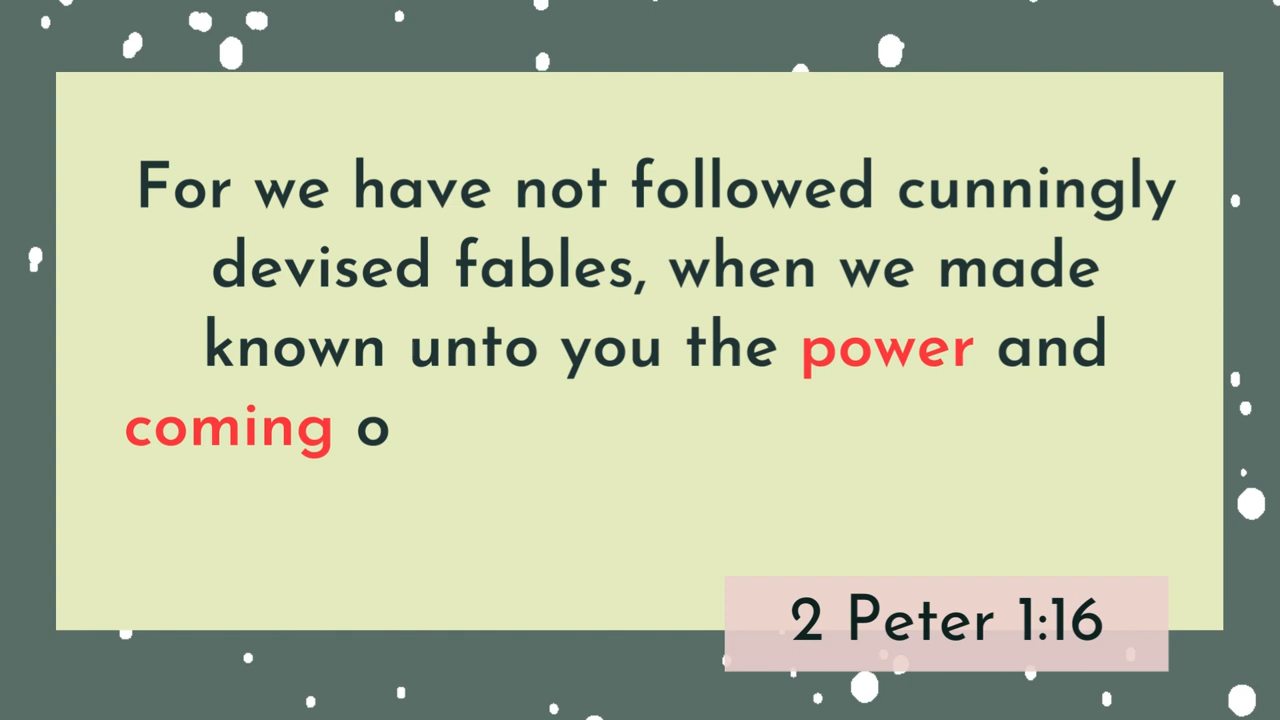 For we have not followed cunningly
devised fables, when we made
known unto you the power and
coming o
2 Peter 1:16